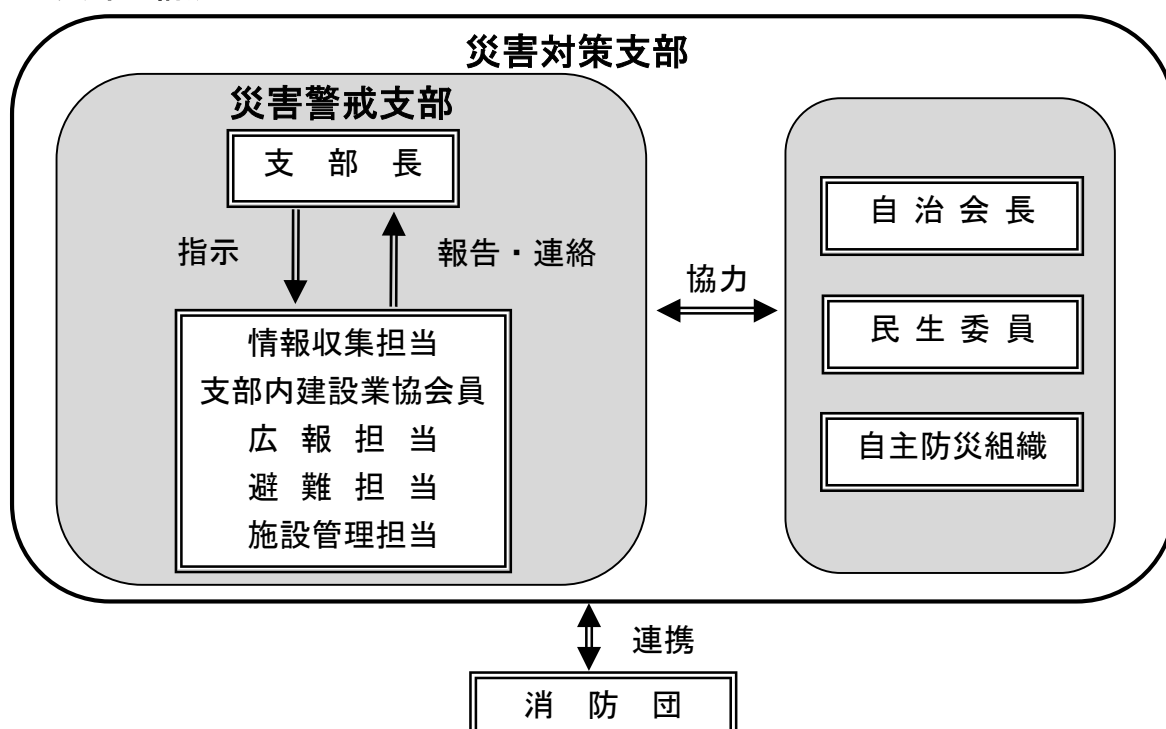 災害対策支部
災害警戒支部
支 部 長
指示
報告・連絡
情報収集担当
支部内建設業協会員
広 報 担 当
避 難 担 当
施設管理担当
協力
自 治 会 長
民 生 委 員
自主防災組織
連携
消 防 団